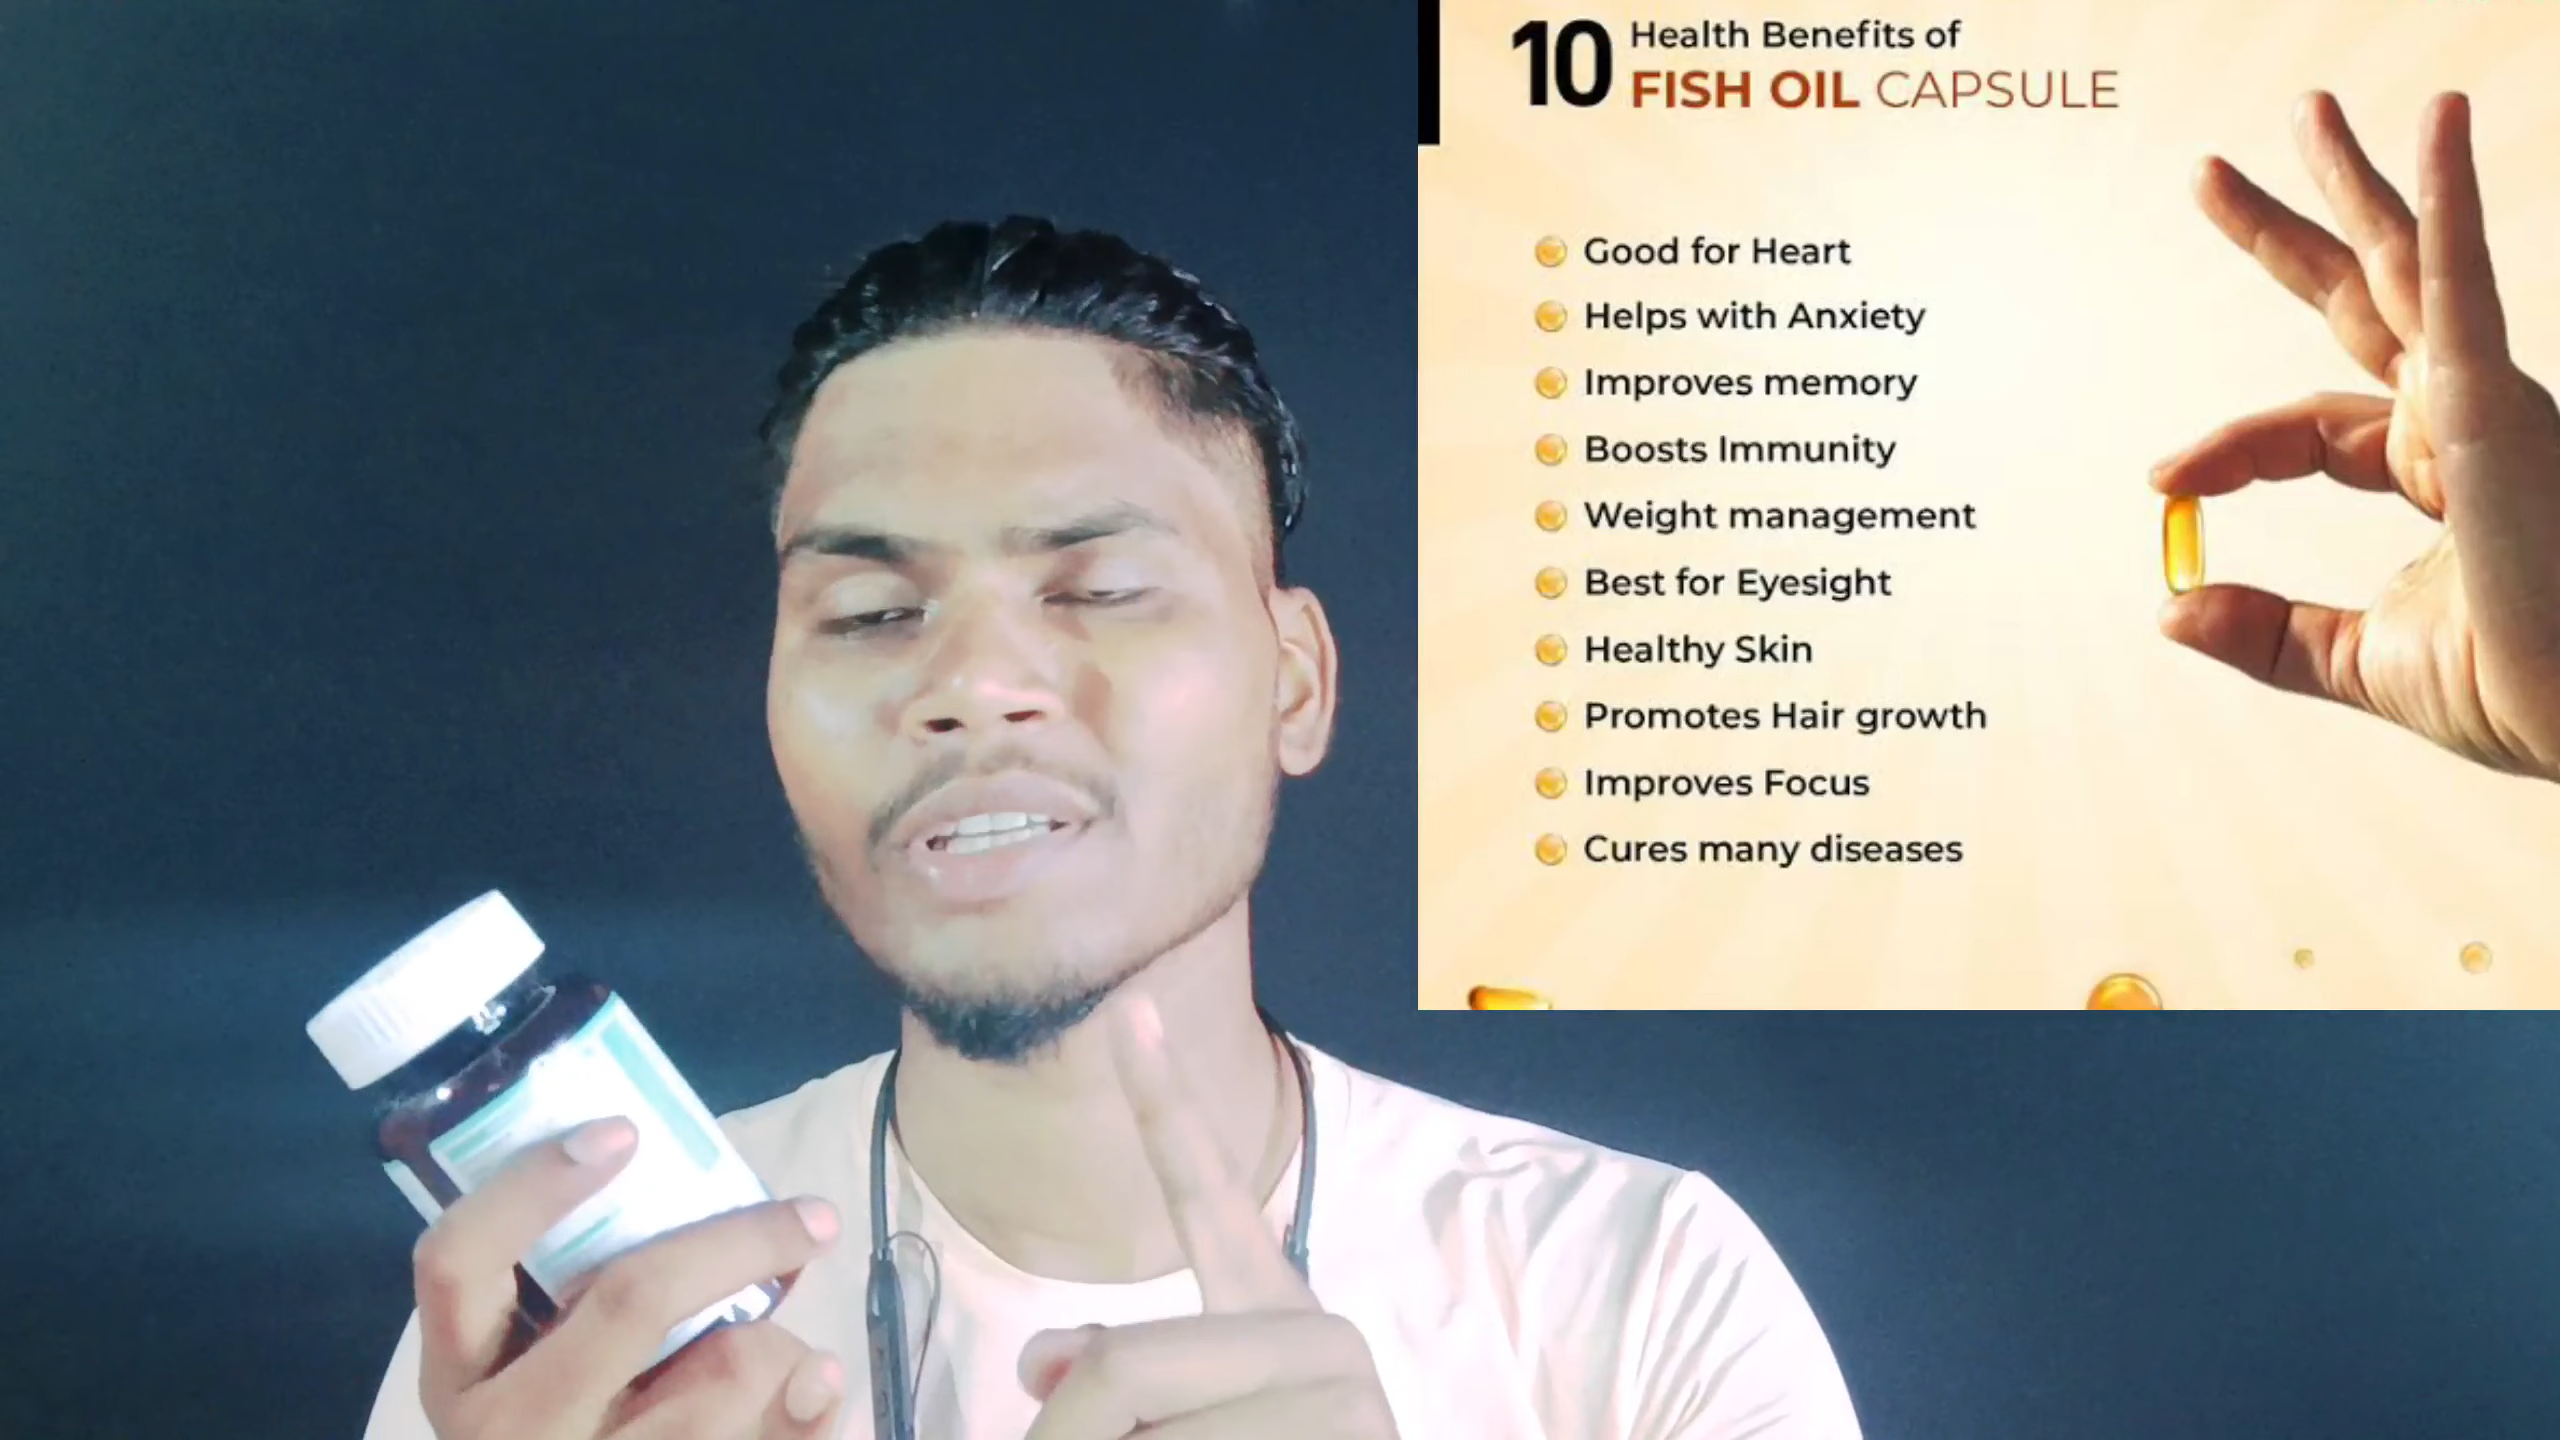 10 Health Benefits of
FISH OIL CAPSULE
Good for Heart
Helps with Anxiety
Improves memory
Boosts Immunity
Weight management
Best for Eyesight
Healthy Skin
Promotes Hair growth
Improves Focus
Cures many diseases